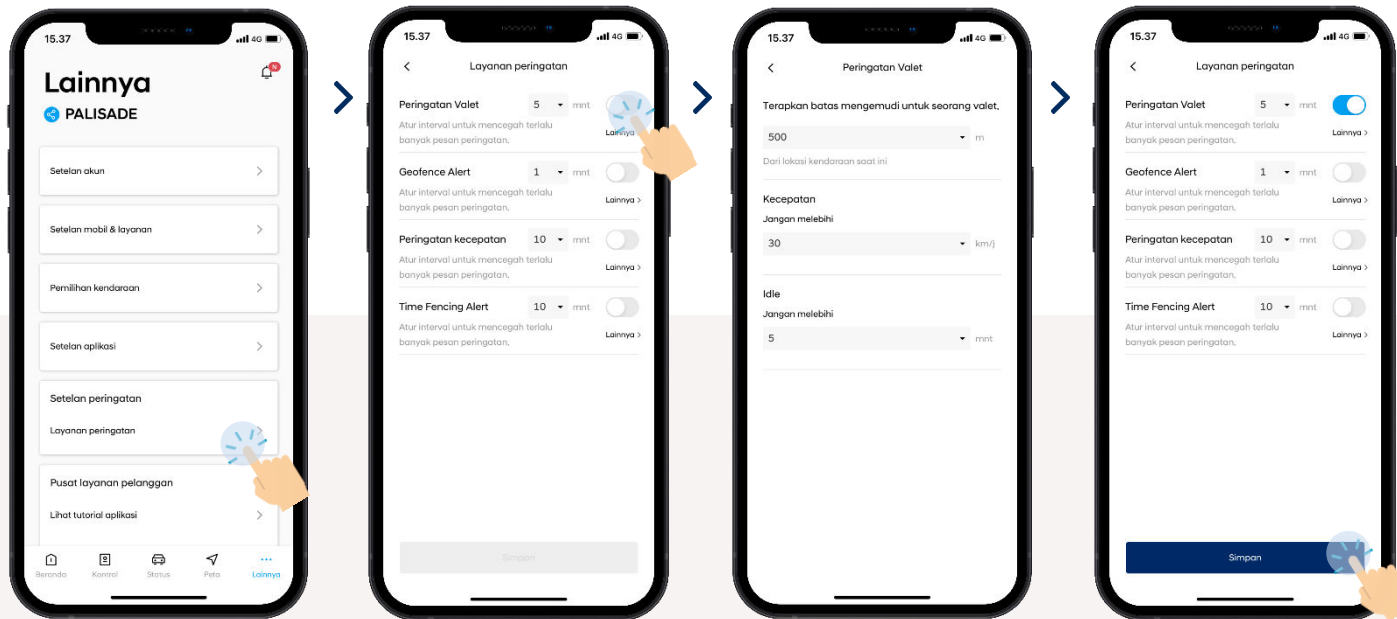 15.37
4G
Lainnya
N
PALISADE
Setelan akun
Setelan mobil & layanan
Pemilihan kendaraan
Setelan aplikasi
Setelan peringatan
Layanan peringatan
Pusat layanan pelanggan
Lihat tutorial aplikasi
Beranda Kontrol Status Peta Lainnya
15.37
4G
Layanan peringatan
Peringatan Valet 5 mnt
Atur interval untuk mencegah terlalu
banyak pesan peringatan.
Lainnya
Geofence Alert 1 mnt
Atur interval untuk mencegah terlalu
banyak pesan peringatan.
Lainnya >
Peringatan kecepatan 10 mnt
Atur interval untuk mencegah terlalu
banyak pesan peringatan.
Lainnya >
Time Fencing Alert 10 mnt
Atur interval untuk mencegah terlalu
banyak pesan peringatan.
Lainnya >
Simpan
15.37
4G
Peringatan Valet
Terapkan batas mengemudi untuk seorang valet.
500 m
Dari lokasi kendaraan saat ini
Kecepatan
Jangan melebihi
30 km/j
Idle
Jangan melebihi
5 mnt
15.37
4G
Layanan peringatan
Peringatan Valet 5 mnt
Atur interval untuk mencegah terlalu
banyak pesan peringatan.
Lainnya >
Geofence Alert 1 mnt
Atur interval untuk mencegah terlalu
banyak pesan peringatan.
Lainnya >
Peringatan kecepatan 10 mnt
Atur interval untuk mencegah terlalu
banyak pesan peringatan.
Lainnya >
Time Fencing Alert 10 mnt
Atur interval untuk mencegah terlalu
banyak pesan peringatan.
Lainnya >
Simpan